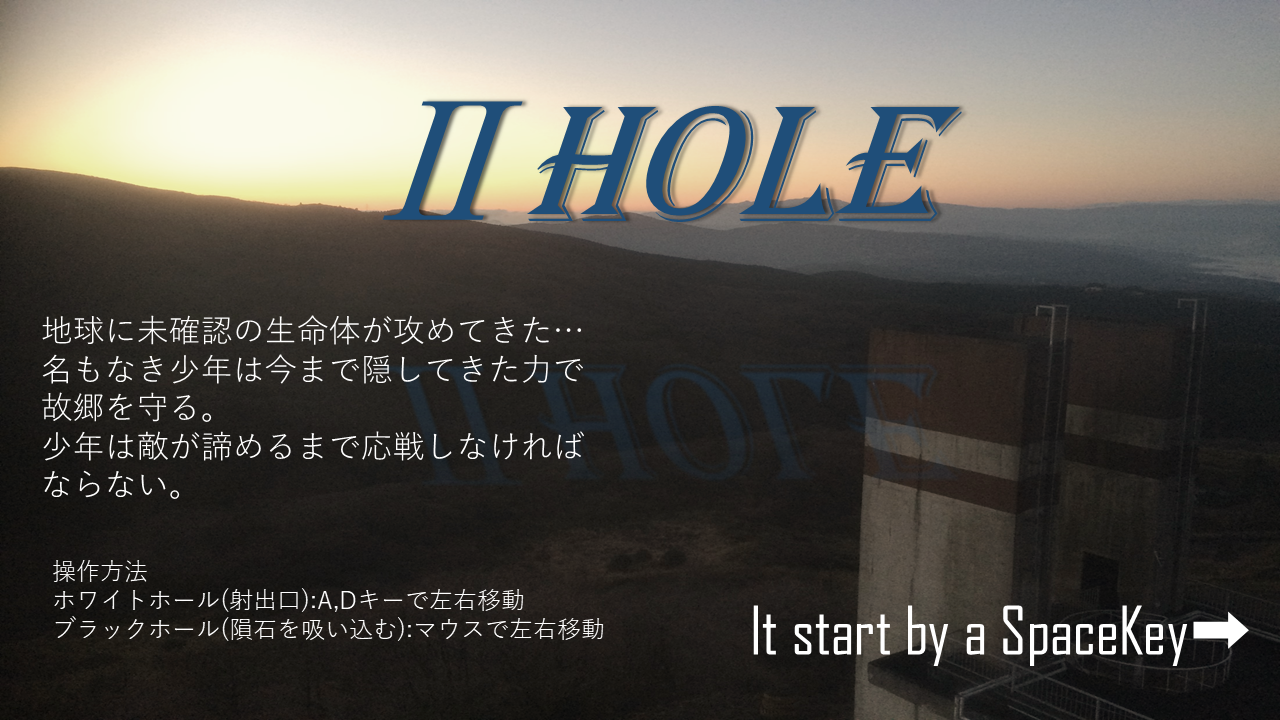 II HOLE
地球に未確認の生命体が攻めてきた…
名もなき少年は今まで隠してきた力で
故郷を守る。
少年は敵が諦めるまで応戦しなければ
ならない。
II HOLE
操作方法
ホワイトホール(射出口):A,Dキーで左右移動
ブラックホール(隕石を吸い込む):マウスで左右移動
It start by a SpaceKey